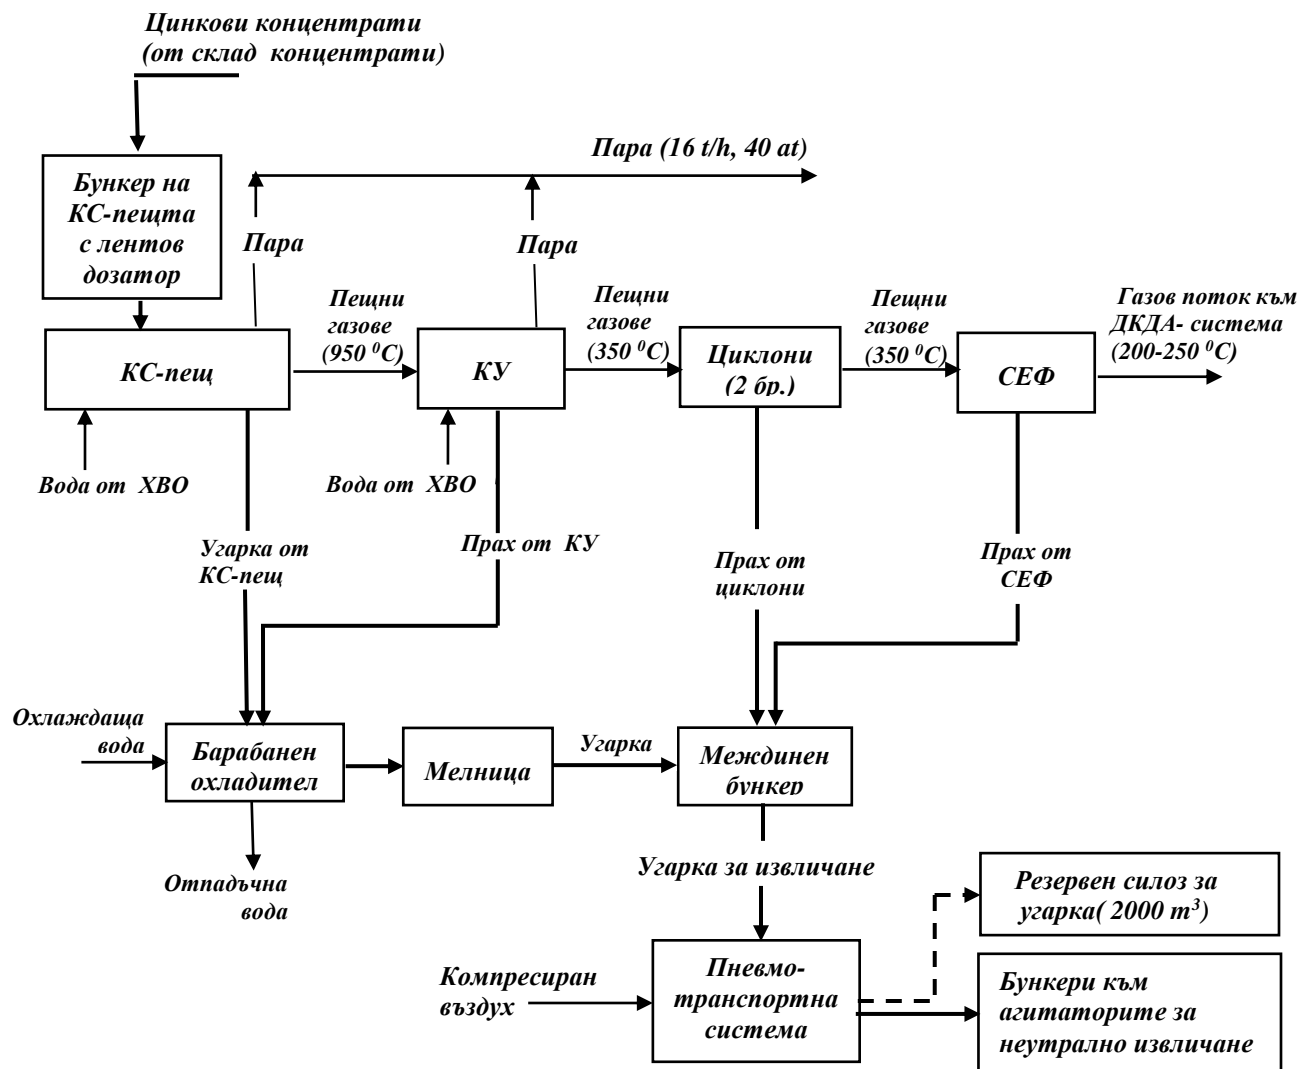 Цинкови концентрати
(от склад концентрати)
Пара (16 t/h, 40 at)
Бункер на
КС-пещта
с лентов
дозатор
Пара
Пара
Пещни
газове
(950 ⁰C)
Пещни
газове
(350 ⁰C)
Пещни
газове
(350 ⁰C)
Газов поток към
ДКДА- система
(200-250 ⁰C)
КС-пещ
КУ
Циклони
(2 бр.)
СЕФ
Вода от ХВО
Вода от ХВО
Угарка от
КС-пещ
Прах от КУ
Прах от
циклони
Прах от
СЕФ
Охлаждаща
вода
Барабанен
охладител
Мелница
Угарка
Междинен
бункер
Отпадъчна
вода
Угарка за извличане
Резервен силоз за
угарка( 2000 m³)
Компресиран
въздух
Пневмо-
транспортна
система
Бункери към
агитаторите за
неутрално извличане